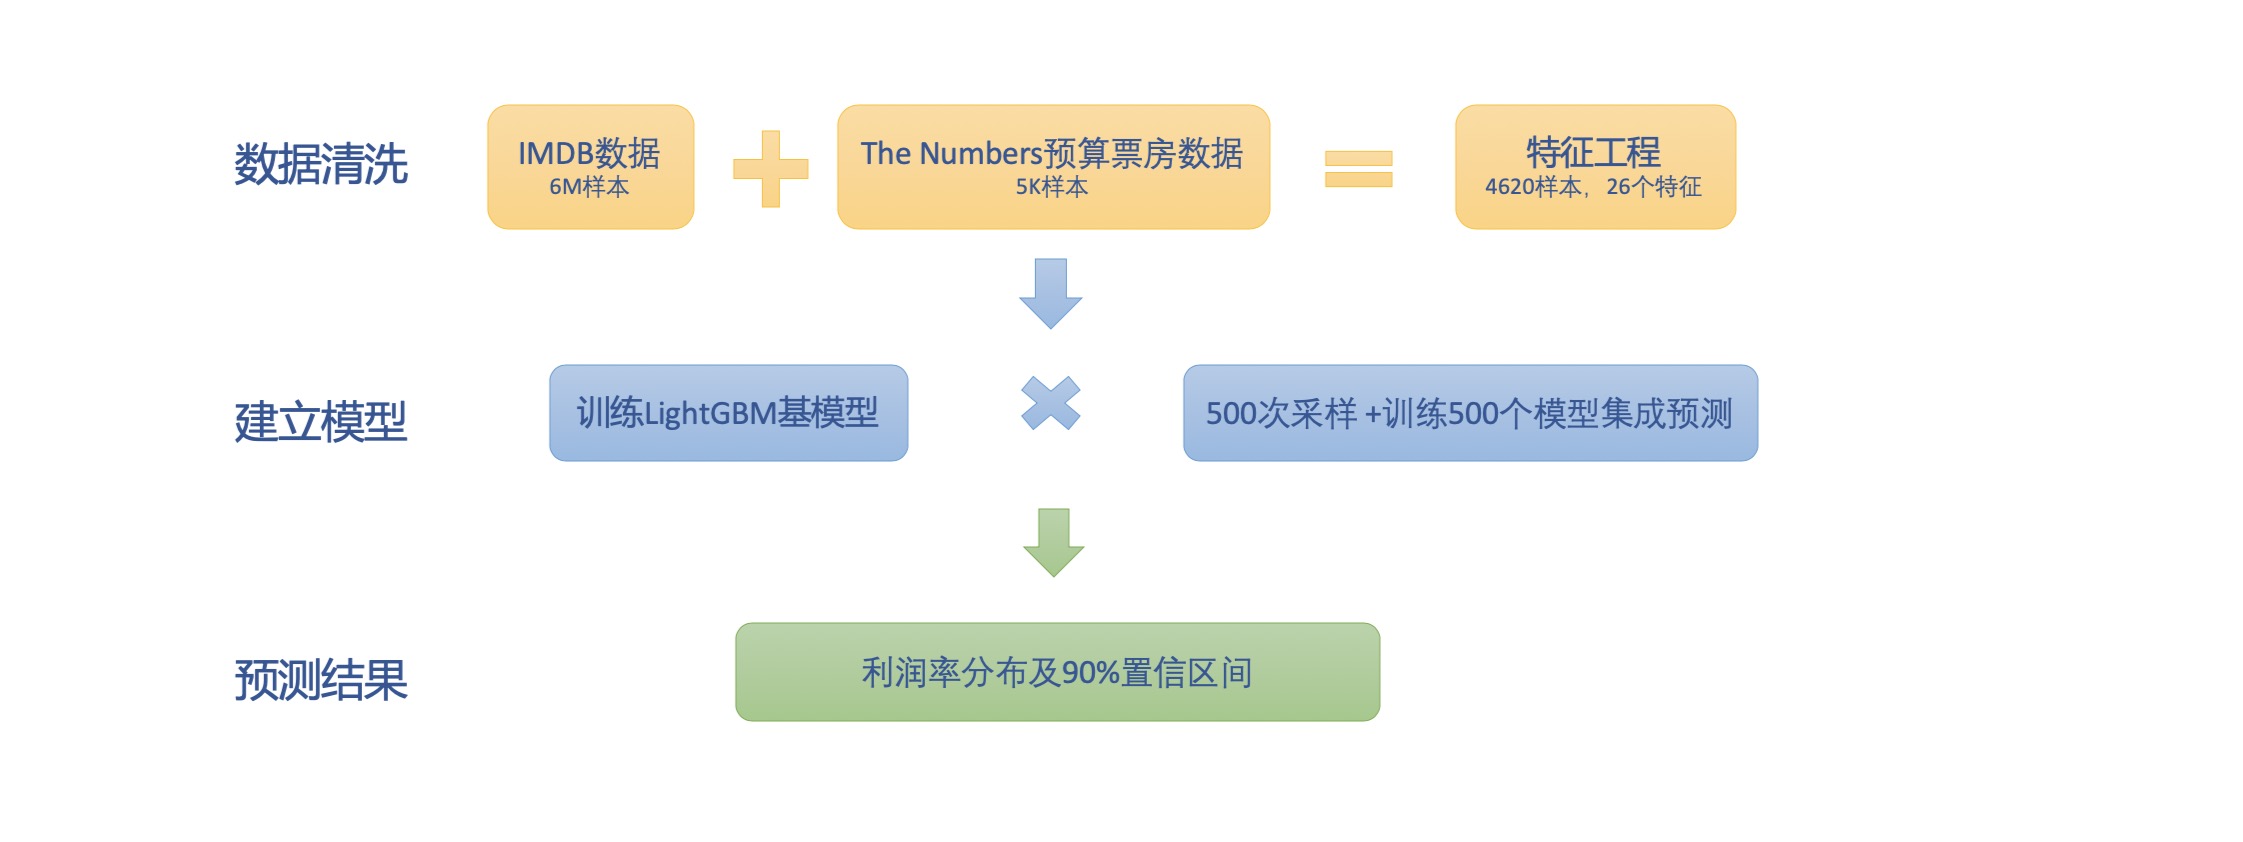 数据清洗
IMDB数据
6M样本
The Numbers预算票房数据
5K样本
特征工程
4620样本，26个特征
建立模型
训练LightGBM基模型
500次采样 +训练500个模型集成预测
预测结果
利润率分布及90%置信区间